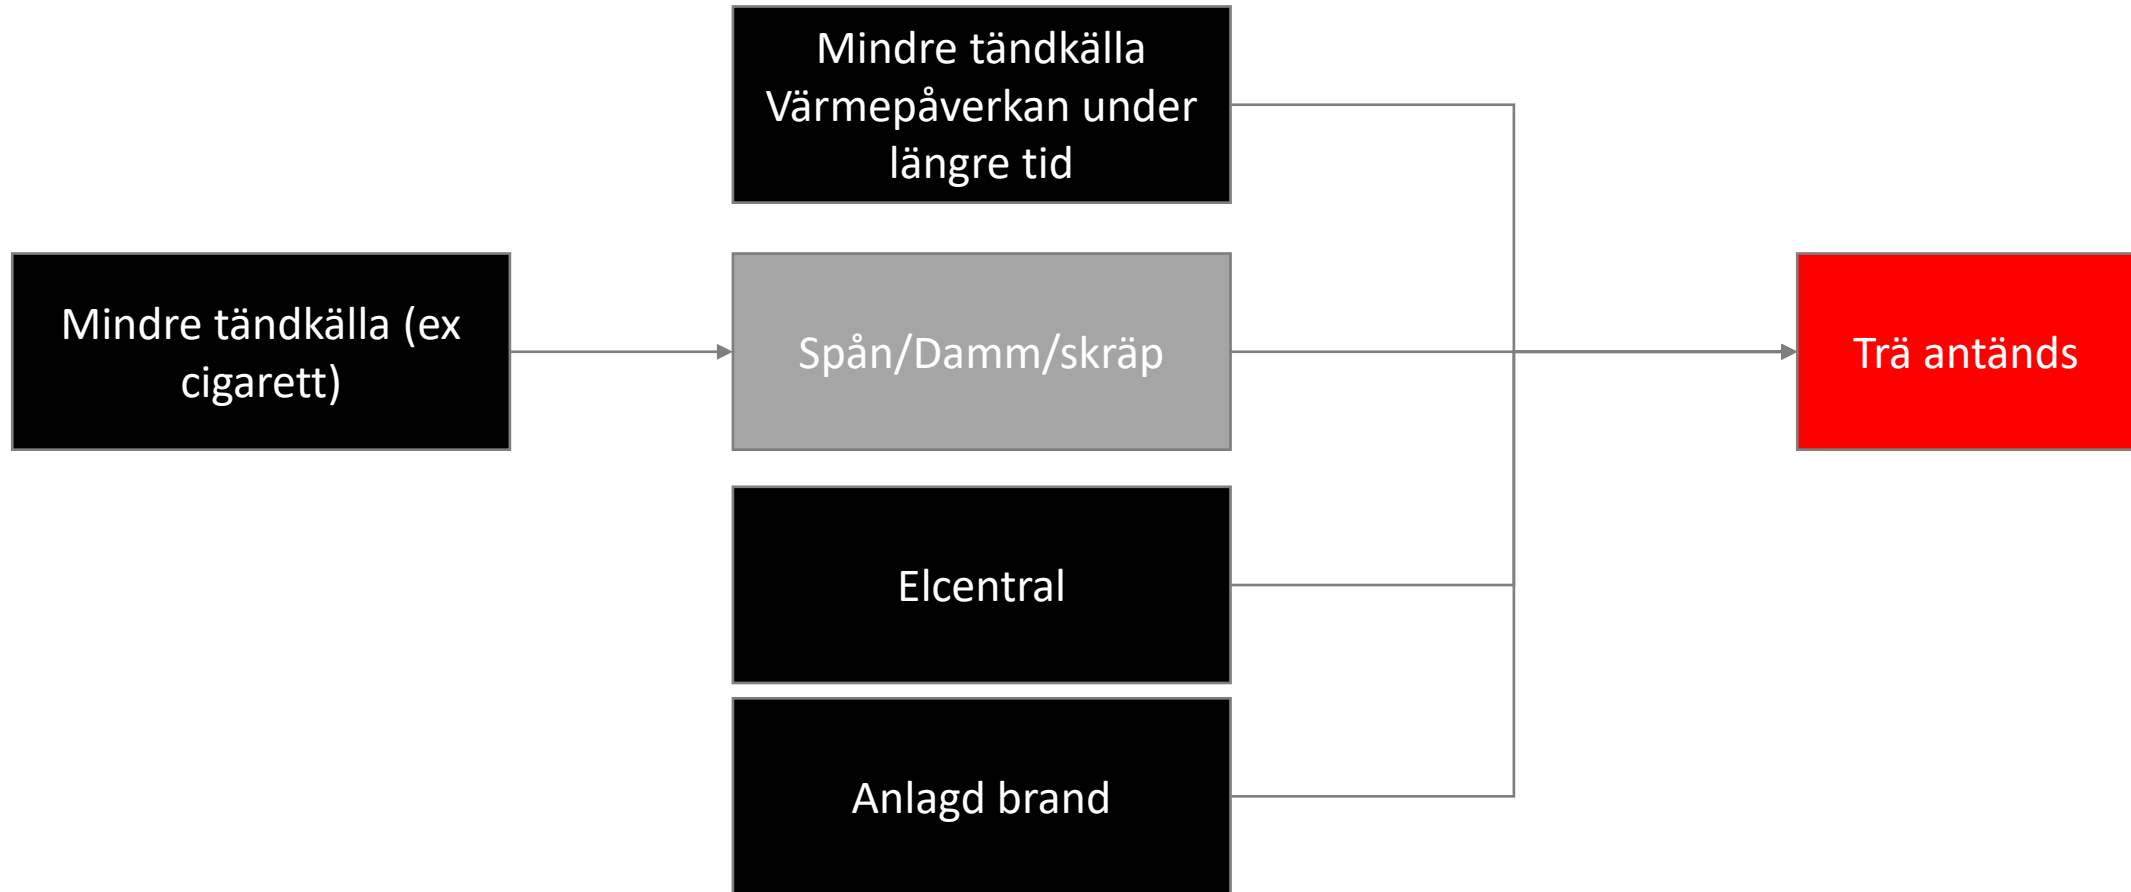 Mindre tändkälla
Värmepåverkan under
längre tid
Mindre tändkälla (ex
cigarett)
Spån/Damm/skräp
Trä antänds
Elcentral
Anlagd brand